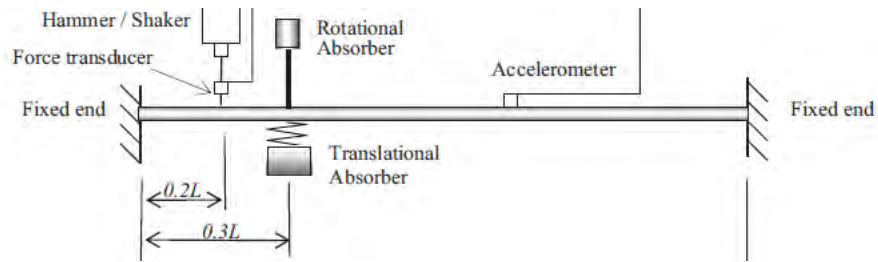 Hammer / Shaker
Force transducer
Rotational
Absorber
Accelerometer
Fixed end
Fixed end
Translational
Absorber
0.2L
0.3L